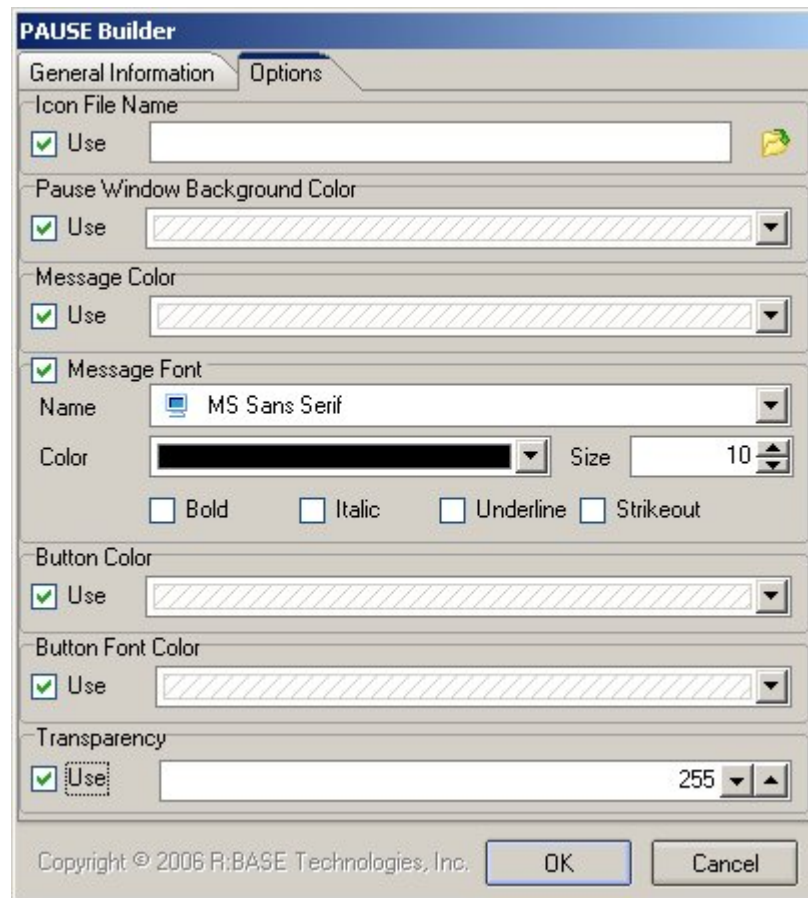 PAUSE Builder
General Information Options
Icon File Name
Use
Pause Window Background Color
Use
Message Color
Use
Message Font
Name MS Sans Serif
Color Size 10
Bold Italic Underline Strikeout
Button Color
Use
Button Font Color
Use
Transparency
Use 255
Copyright © 2006 R:BASE Technologies, Inc. OK Cancel